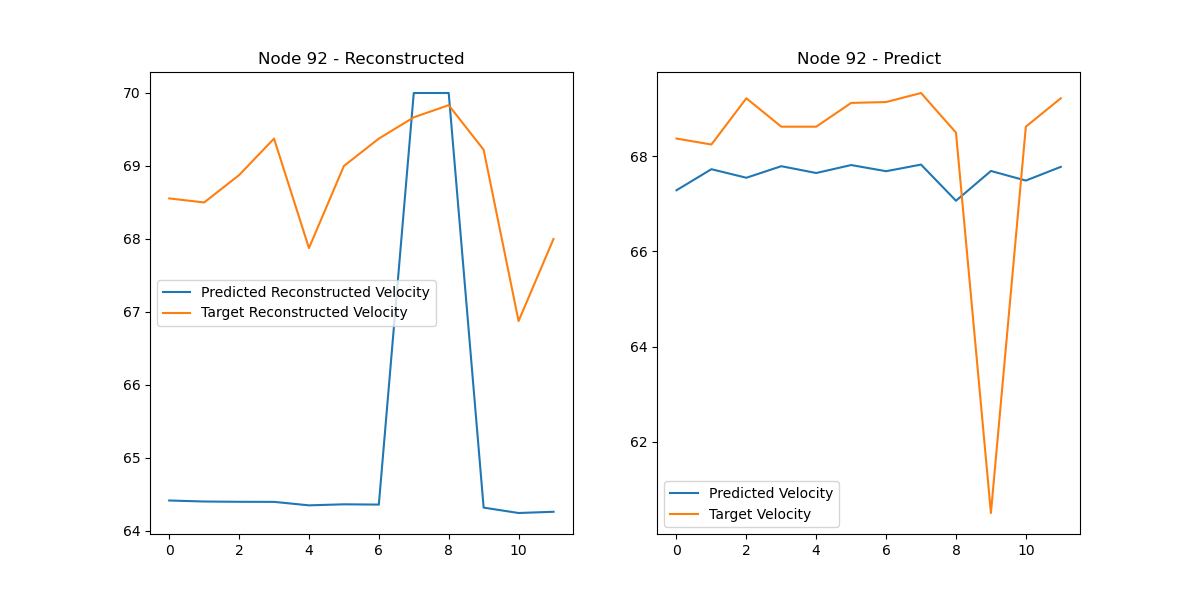 Node 92 - Reconstructed
70
69
68
67
66
65
64
0 2 4 6 8 10
Predicted Reconstructed Velocity
Target Reconstructed Velocity
Node 92 - Predict
68
66
64
62
0 2 4 6 8 10
Predicted Velocity
Target Velocity